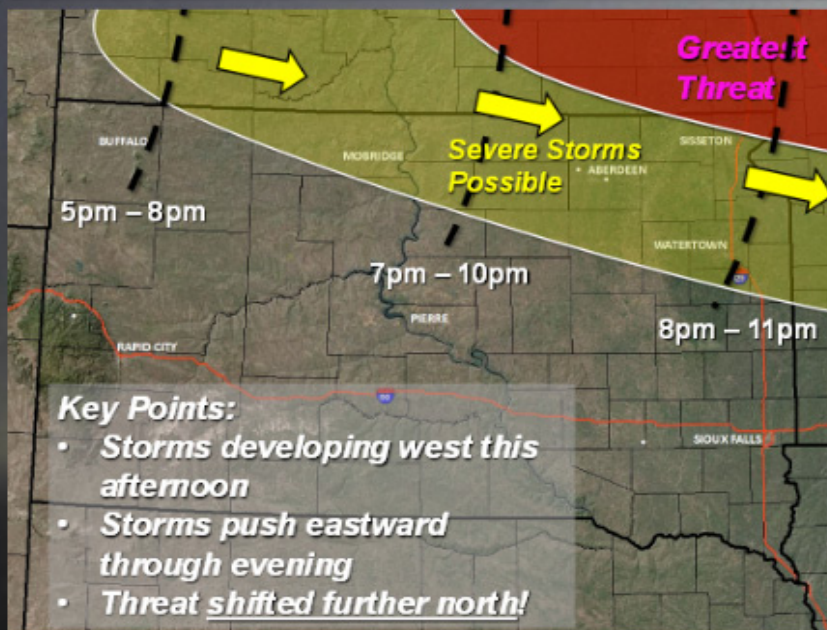 Greatest
Threat
BUFFALO
MOBRIDGE
Severe Storms
Possible
SISSETON
ABERDEEN
5pm – 8pm
WATERTOWN
7pm – 10pm
PIERRE
8pm – 11pm
RAPID CITY
SIOUX FALLS
Key Points:
• Storms developing west this
afternoon
• Storms push eastward
through evening
• Threat shifted further north!